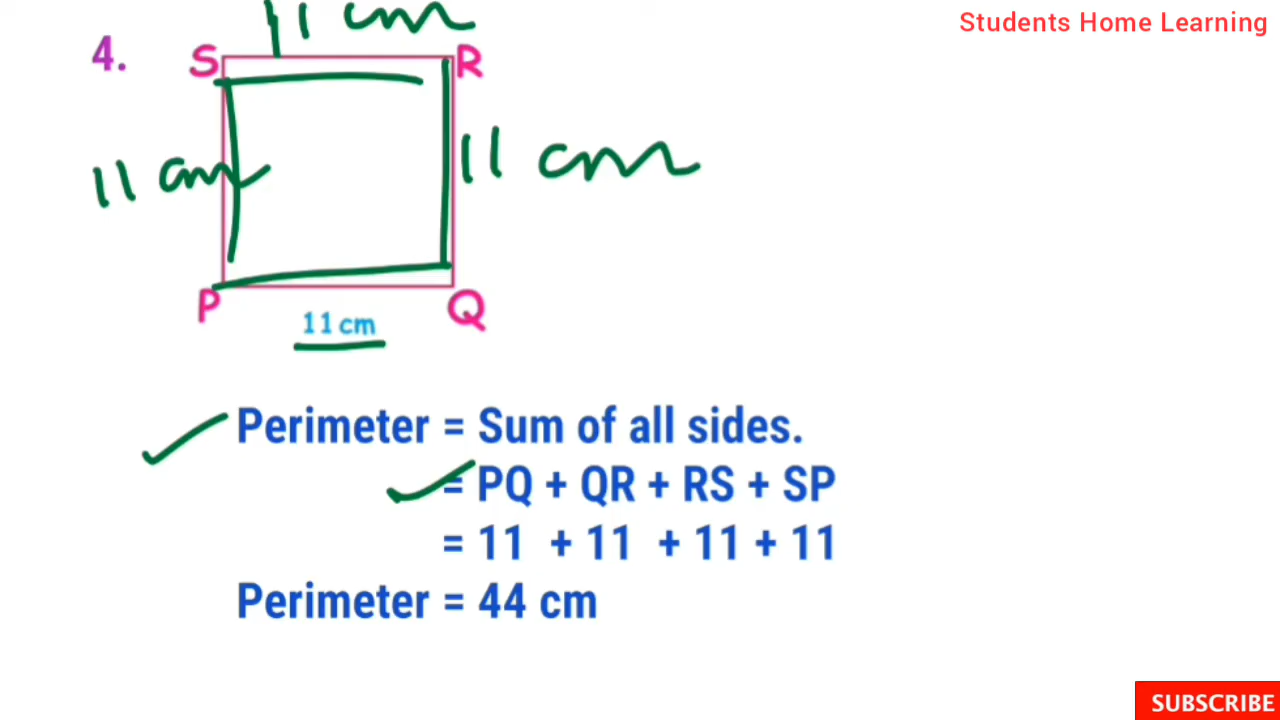 Students Home Learning
11 cm
4.
S
R
11 cm
11 cm
P
Q
11 cm
Perimeter = Sum of all sides.
= PQ + QR + RS + SP
= 11 + 11 + 11 + 11
Perimeter = 44 cm
SUBSCRIBE